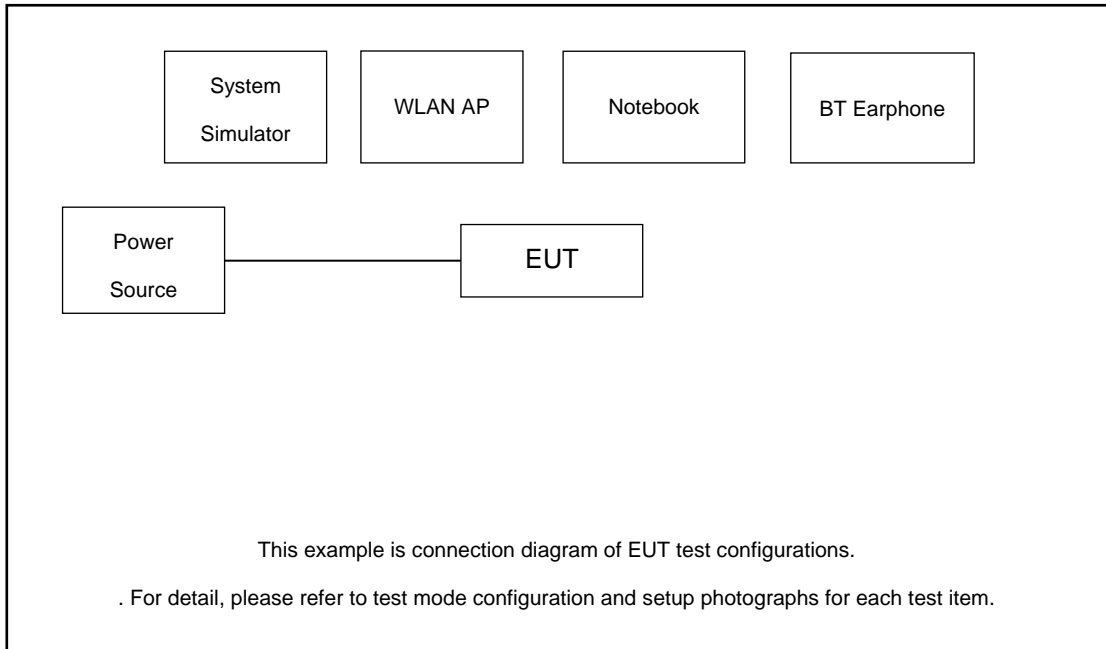 System
Simulator
WLAN AP
Notebook
BT Earphone
Power
Source
EUT
This example is connection diagram of EUT test configurations.
. For detail, please refer to test mode configuration and setup photographs for each test item.